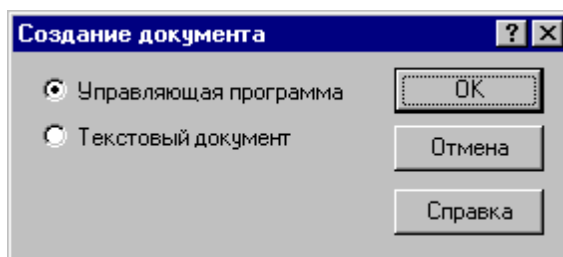 Создание документа
Управляющая программа
Текстовый документ
OK
Отмена
Справка